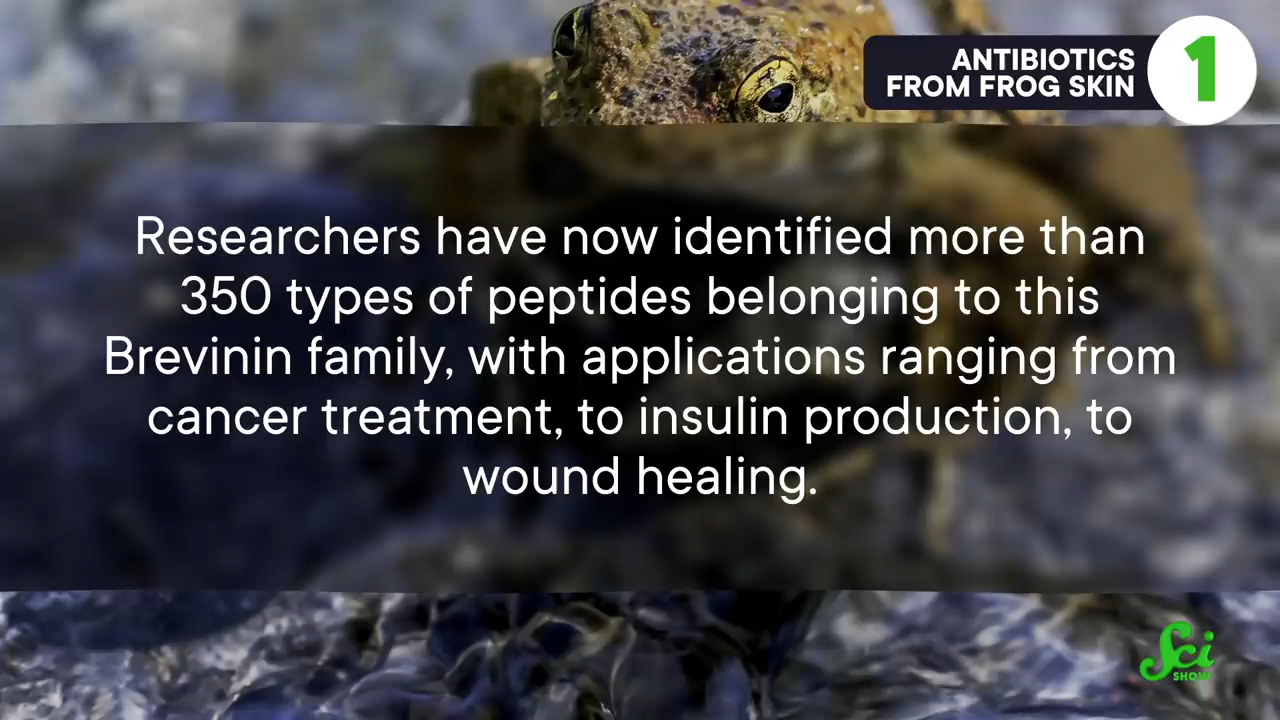 ANTIBIOTICS
FROM FROG SKIN
1
Researchers have now identified more than
350 types of peptides belonging to this
Brevinin family, with applications ranging from
cancer treatment, to insulin production, to
wound healing.
Sci
SHOW